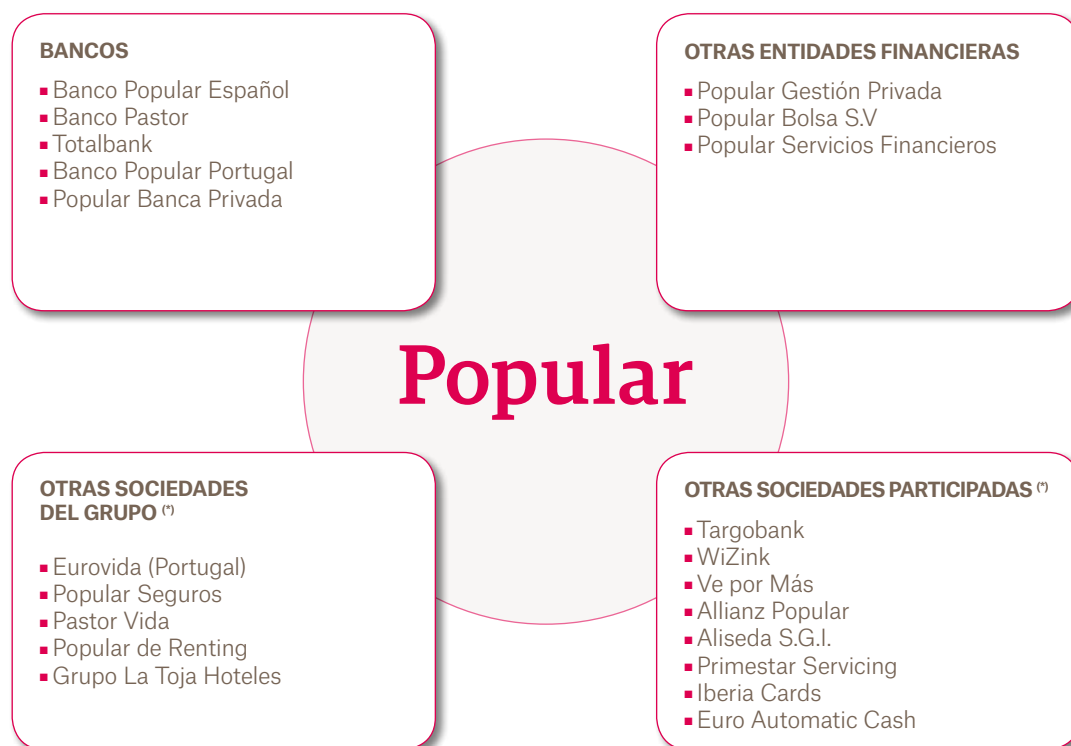 BANCOS
Banco Popular Español
Banco Pastor
Totalbank
Banco Popular Portugal
Popular Banca Privada
OTRAS ENTIDADES FINANCIERAS
Popular Gestión Privada
Popular Bolsa S.V
Popular Servicios Financieros
Popular
OTRAS SOCIEDADES
DEL GRUPO (*)
Eurovida (Portugal)
Popular Seguros
Pastor Vida
Popular de Renting
Grupo La Toja Hoteles
OTRAS SOCIEDADES PARTICIPADAS (*)
Targobank
WiZink
Ve por Más
Allianz Popular
Aliseda S.G.I.
Primestar Servicing
Iberia Cards
Euro Automatic Cash